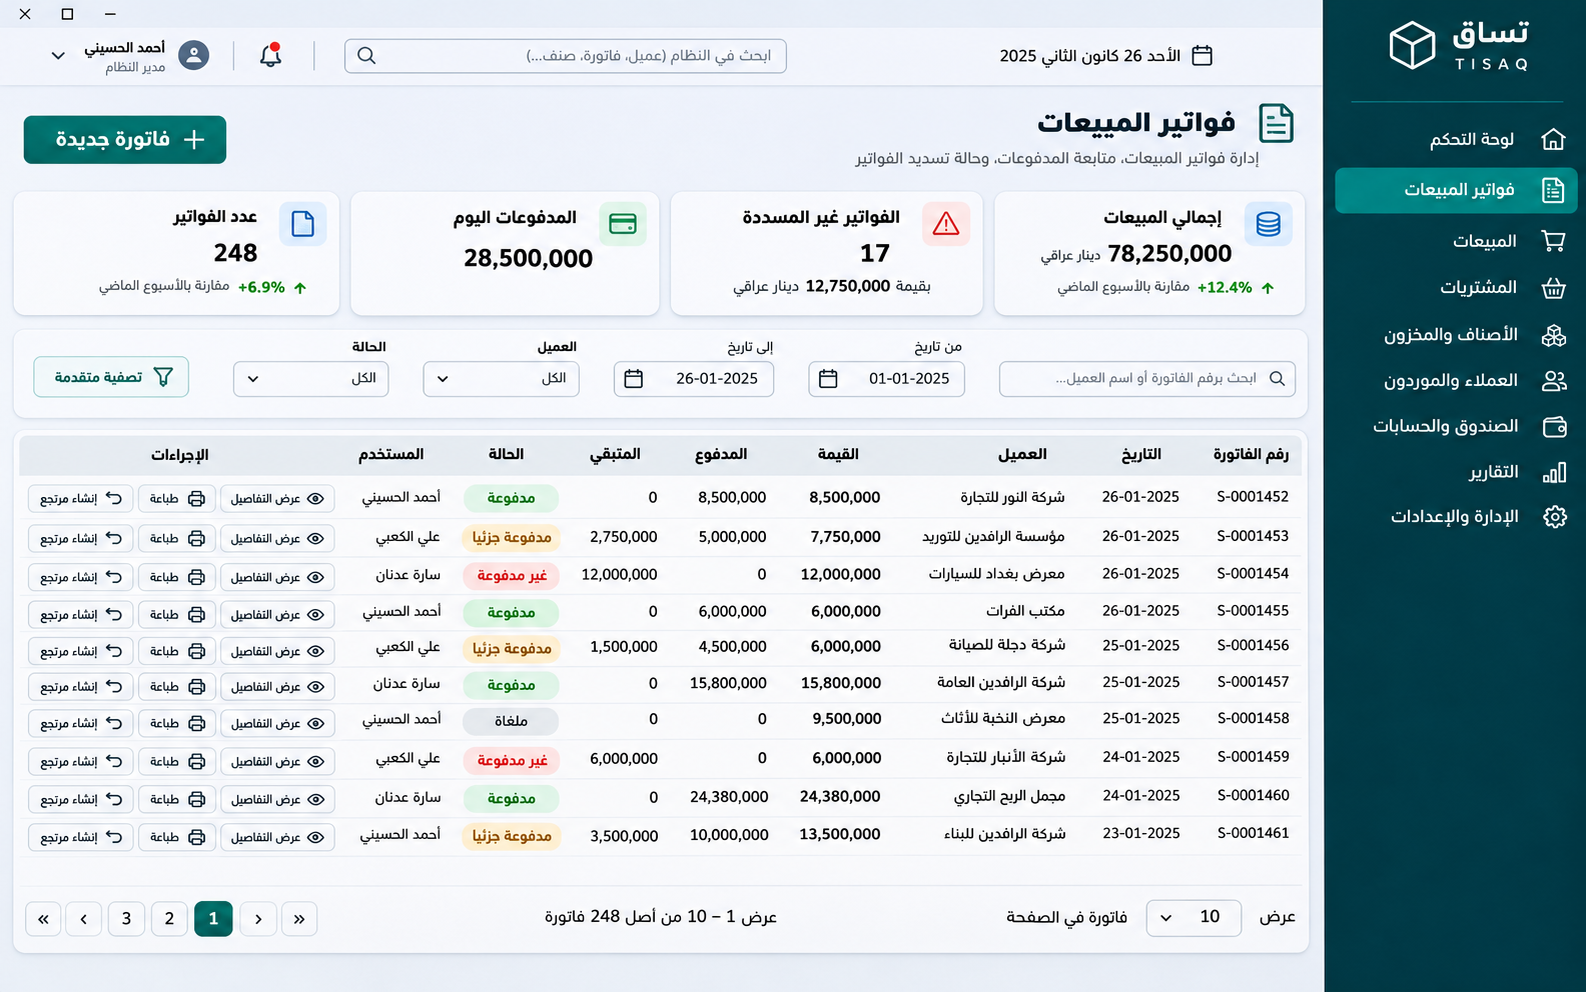 تساق
TISAQ
لوحة التحكم
فواتير المبيعات
المبيعات
المشتريات
الأصناف والمخزون
العملاء والموردون
الصندوق والحسابات
التقارير
الإدارة والإعدادات
الأحد 26 كانون الثاني 2025
ابحث في النظام (عميل، فاتورة، صنف...)
أحمد الحسيني
مدير النظام
فواتير المبيعات
إدارة فواتير المبيعات، متابعة المدفوعات، وحالة تسديد الفواتير
فاتورة جديدة
إجمالي المبيعات
78,250,000 دينار عراقي
+12.4% مقارنة بالأسبوع الماضي
الفواتير غير المسددة
17
بقيمة 12,750,000 دينار عراقي
المدفوعات اليوم
28,500,000
عدد الفواتير
248
+6.9% مقارنة بالأسبوع الماضي
ابحث برقم الفاتورة أو اسم العميل...
من تاريخ
01-01-2025
إلى تاريخ
26-01-2025
العميل
الكل
الحالة
الكل
تصفية متقدمة
رقم الفاتورة التاريخ العميل القيمة المدفوع المتبقي الحالة المستخدم الإجراءات
S-0001452 26-01-2025 شركة النور للتجارة 8,500,000 8,500,000 0 مدفوعة أحمد الحسيني عرض التفاصيل طباعة إنشاء مرتجع
S-0001453 26-01-2025 مؤسسة الرافدين للتوريد 7,750,000 5,000,000 2,750,000 مدفوعة جزئيا علي الكعبي عرض التفاصيل طباعة إنشاء مرتجع
S-0001454 26-01-2025 معرض بغداد للسيارات 12,000,000 0 12,000,000 غير مدفوعة سارة عدنان عرض التفاصيل طباعة إنشاء مرتجع
S-0001455 26-01-2025 مكتب الفرات 6,000,000 6,000,000 0 مدفوعة أحمد الحسيني عرض التفاصيل طباعة إنشاء مرتجع
S-0001456 25-01-2025 شركة دجلة للصيانة 6,000,000 4,500,000 1,500,000 مدفوعة جزئيا علي الكعبي عرض التفاصيل طباعة إنشاء مرتجع
S-0001457 25-01-2025 شركة الرافدين العامة 15,800,000 15,800,000 0 مدفوعة سارة عدنان عرض التفاصيل طباعة إنشاء مرتجع
S-0001458 25-01-2025 معرض النخبة للأثاث 9,500,000 0 0 ملغاة أحمد الحسيني عرض التفاصيل طباعة إنشاء مرتجع
S-0001459 24-01-2025 شركة الأنبار للتجارة 6,000,000 0 6,000,000 غير مدفوعة علي الكعبي عرض التفاصيل طباعة إنشاء مرتجع
S-0001460 24-01-2025 مجمل الريح التجاري 24,380,000 24,380,000 0 مدفوعة سارة عدنان عرض التفاصيل طباعة إنشاء مرتجع
S-0001461 23-01-2025 شركة الرافدين للبناء 13,500,000 10,000,000 3,500,000 مدفوعة جزئيا أحمد الحسيني عرض التفاصيل طباعة إنشاء مرتجع
عرض 10 فاتورة في الصفحة
عرض 1 – 10 من أصل 248 فاتورة
« ‹ 3 2 1 › »